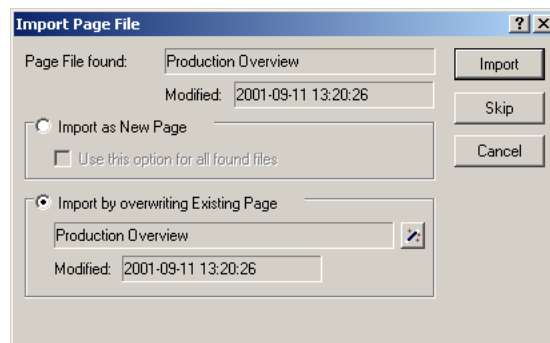 Import Page File
Page File found: Production Overview
Modified: 2001-09-11 13:20:26
Import as New Page
Use this option for all found files
Import by overwriting Existing Page
Production Overview
Modified: 2001-09-11 13:20:26
Import
Skip
Cancel